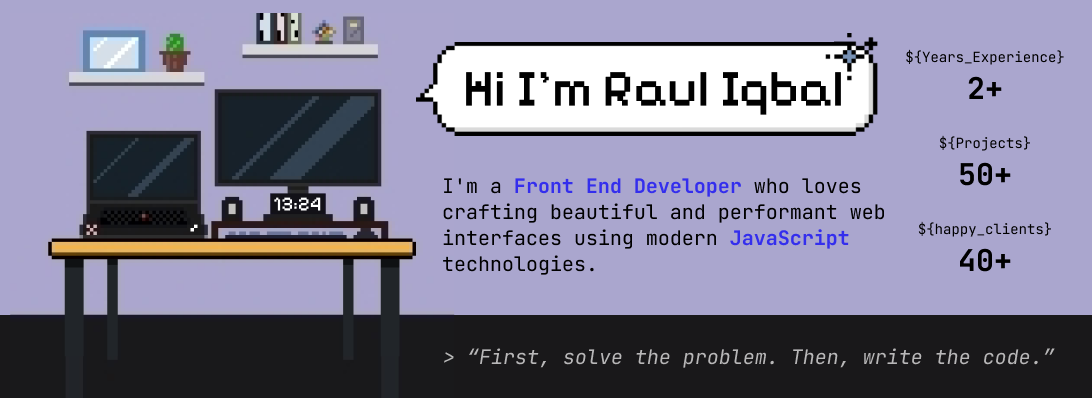 Hi I'm Raul Iqbal
I'm a Front End Developer who loves
crafting beautiful and performant web
interfaces using modern JavaScript
technologies.
${Years_Experience}
2+
${Projects}
50+
${happy_clients}
40+
13:24
> “First, solve the problem. Then, write the code.”